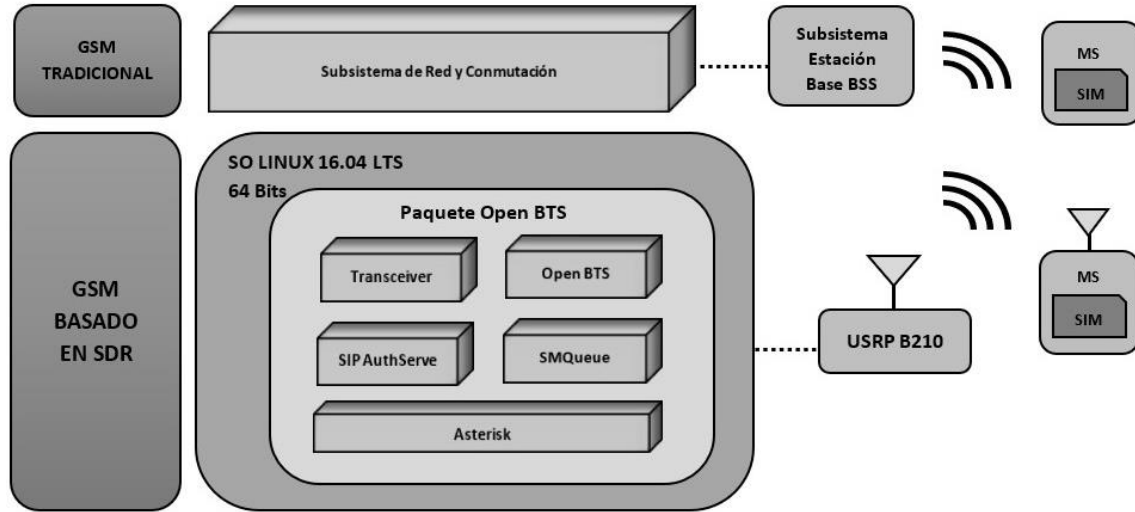 GSM
TRADICIONAL
Subsistema de Red y Conmutación
Subsistema
Estación
Base BSS
MS
SIM
GSM
BASADO
EN SDR
SO LINUX 16.04 LTS
64 Bits
Paquete Open BTS
Transceiver
Open BTS
SIP AuthServe
SMQueue
Asterisk
USRP B210
MS
SIM